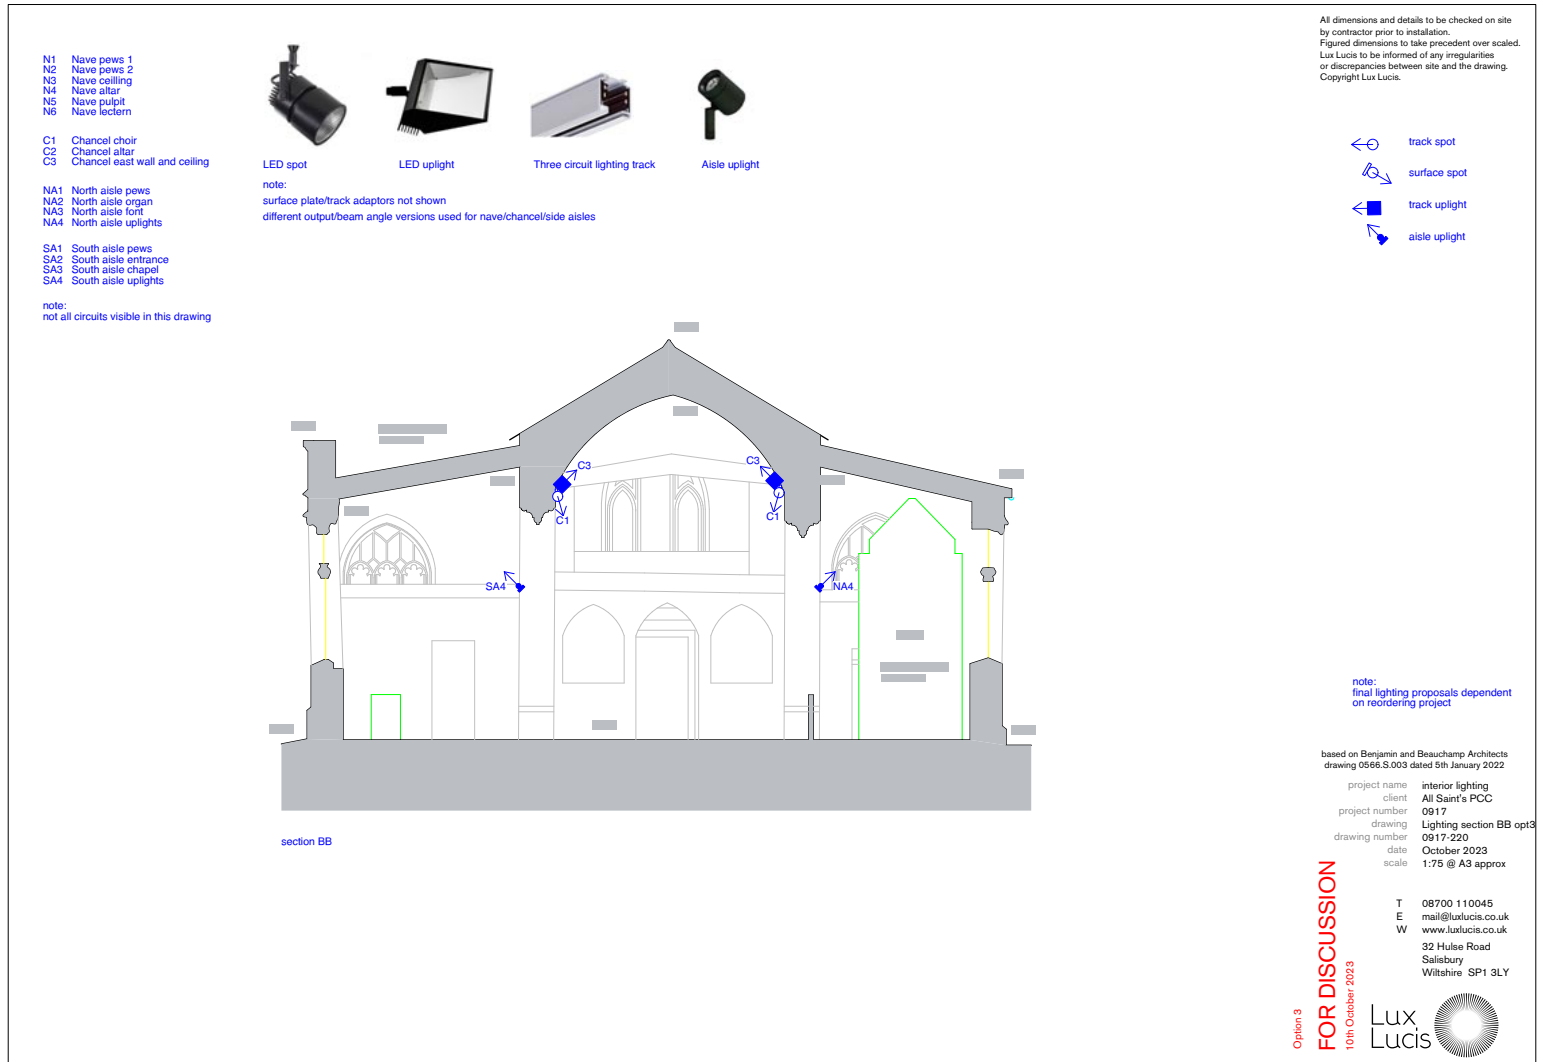 N1 Nave pews 1
N2 Nave pews 2
N3 Nave ceilling
N4 Nave altar
N5 Nave pulpit
N6 Nave lectern
C1 Chancel choir
C2 Chancel altar
C3 Chancel east wall and ceiling
NA1 North aisle pews
NA2 North aisle organ
NA3 North aisle font
NA4 North aisle uplights
SA1 South aisle pews
SA2 South aisle entrance
SA3 South aisle chapel
SA4 South aisle uplights
note:
not all circuits visible in this drawing
LED spot
LED uplight
Three circuit lighting track
Aisle uplight
note:
surface plate/track adaptors not shown
different output/beam angle versions used for nave/chancel/side aisles
All dimensions and details to be checked on site
by contractor prior to installation.
Figured dimensions to take precedent over scaled.
Lux Lucis to be informed of any irregularities
or discrepancies between site and the drawing.
Copyright Lux Lucis.
track spot
surface spot
track uplight
aisle uplight
C3
C3
C1
C1
SA4
NA4
section BB
note:
final lighting proposals dependent
on reordering project
based on Benjamin and Beauchamp Architects
drawing 0566.S.003 dated 5th January 2022
project name interior lighting
client All Saint's PCC
project number 0917
drawing Lighting section BB opt3
drawing number 0917-220
date October 2023
scale 1:75 @ A3 approx
T 08700 110045
E mail@luxlucis.co.uk
W www.luxlucis.co.uk
32 Hulse Road
Salisbury
Wiltshire SP1 3LY
Option 3
FOR DISCUSSION
10th October 2023
Lux
Lucis